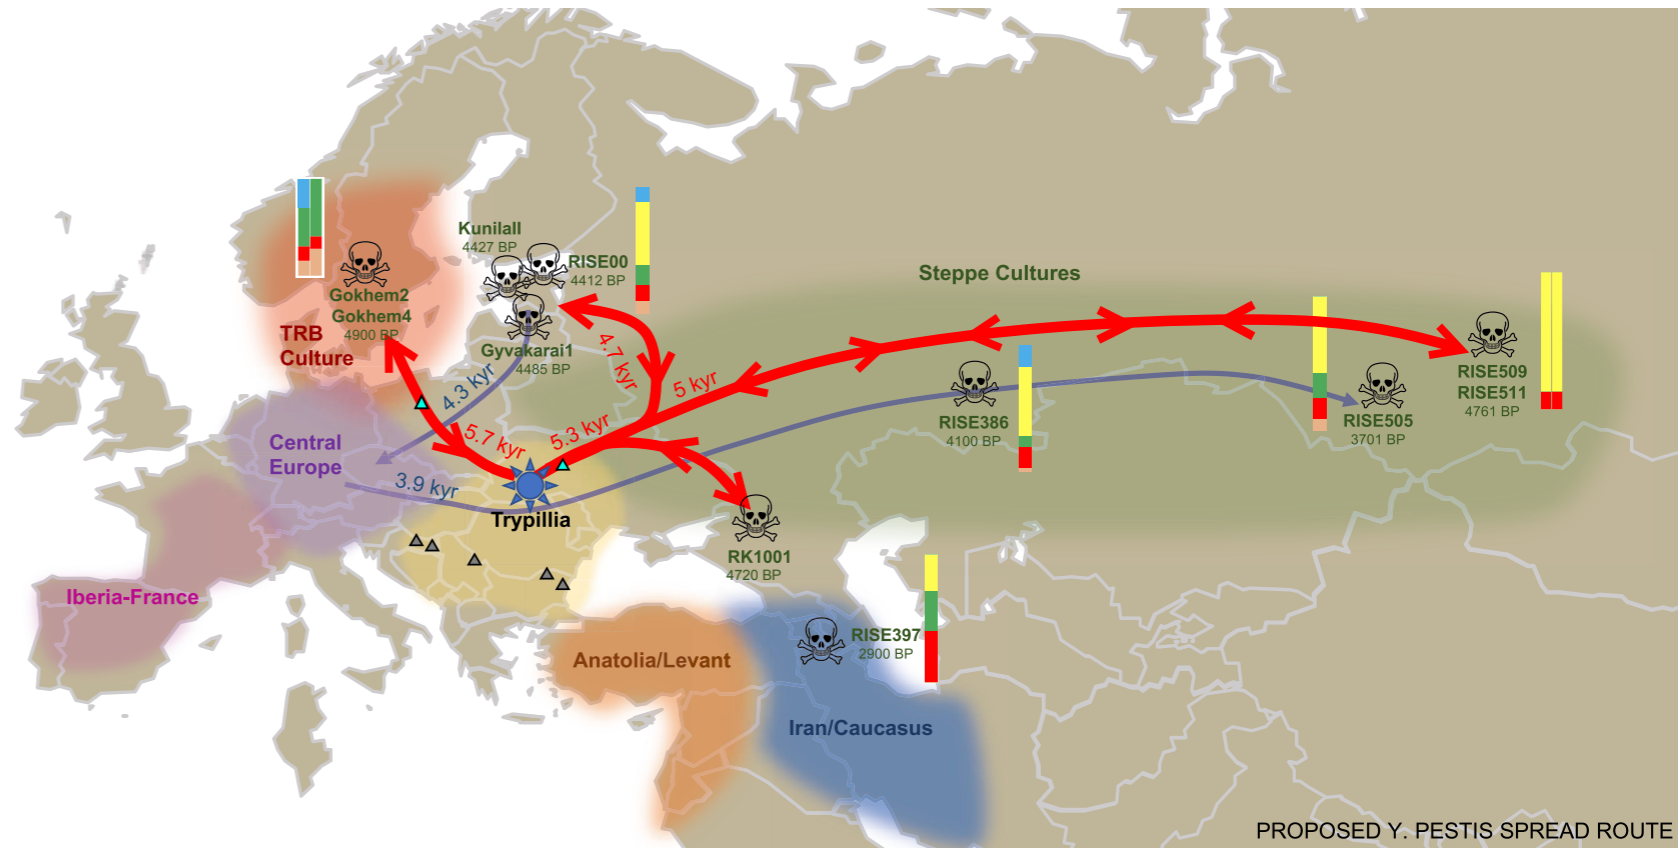 Kunilall
4427 BP
RISE00
4412 BP
Steppe Cultures
Gokhem2
Gokhem4
4900 BP
TRB
Culture
Gyvakarai1
4485 BP
4.7 kyr
4.3 kyr
5 kyr
RISE509
RISE511
4761 BP
RISE386
4100 BP
RISE505
3701 BP
Central
Europe
5.7 kyr
5.3 kyr
3.9 kyr
Trypillia
RK1001
4720 BP
Iberia-France
RISE397
2900 BP
Anatolia/Levant
Iran/Caucasus
PROPOSED Y. PESTIS SPREAD ROUTE